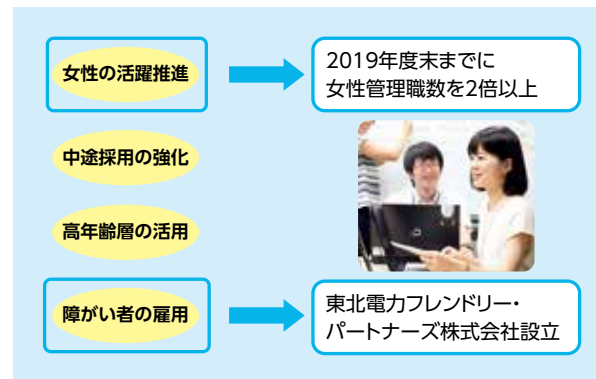 女性の活躍推進
2019年度末までに
女性管理職数を2倍以上
中途採用の強化
高年齢層の活用
障がい者の雇用
東北電力フレンドリー・
パートナーズ株式会社設立